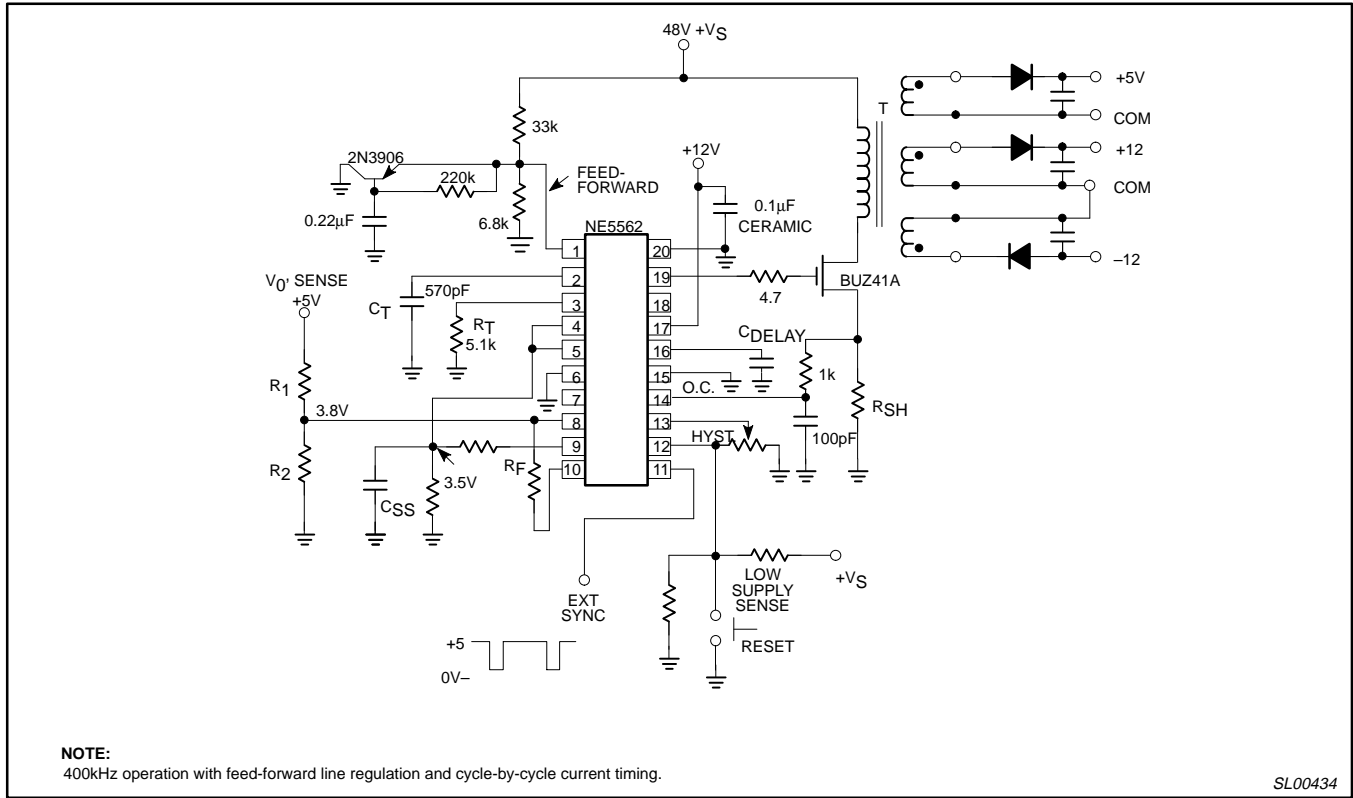 48V +VS
33k
2N3906
220k
FEED-
FORWARD
0.22µF
6.8k
+12V
0.1µF
CERAMIC
T
+5V
COM
+12
COM
–12
NE5562
1
2
3
4
5
6
7
8
9
10
20
19
18
17
16
15
14
13
12
11
V0, SENSE
+5V
CT
570pF
RT
5.1k
R1
3.8V
R2
CSS
3.5V
RF
4.7
BUZ41A
CDELAY
1k
O.C.
RSH
HYST
100pF
EXT
SYNC
LOW
SUPPLY
SENSE
+VS
RESET
+5
0V–
NOTE:
400kHz operation with feed-forward line regulation and cycle-by-cycle current timing.
SL00434